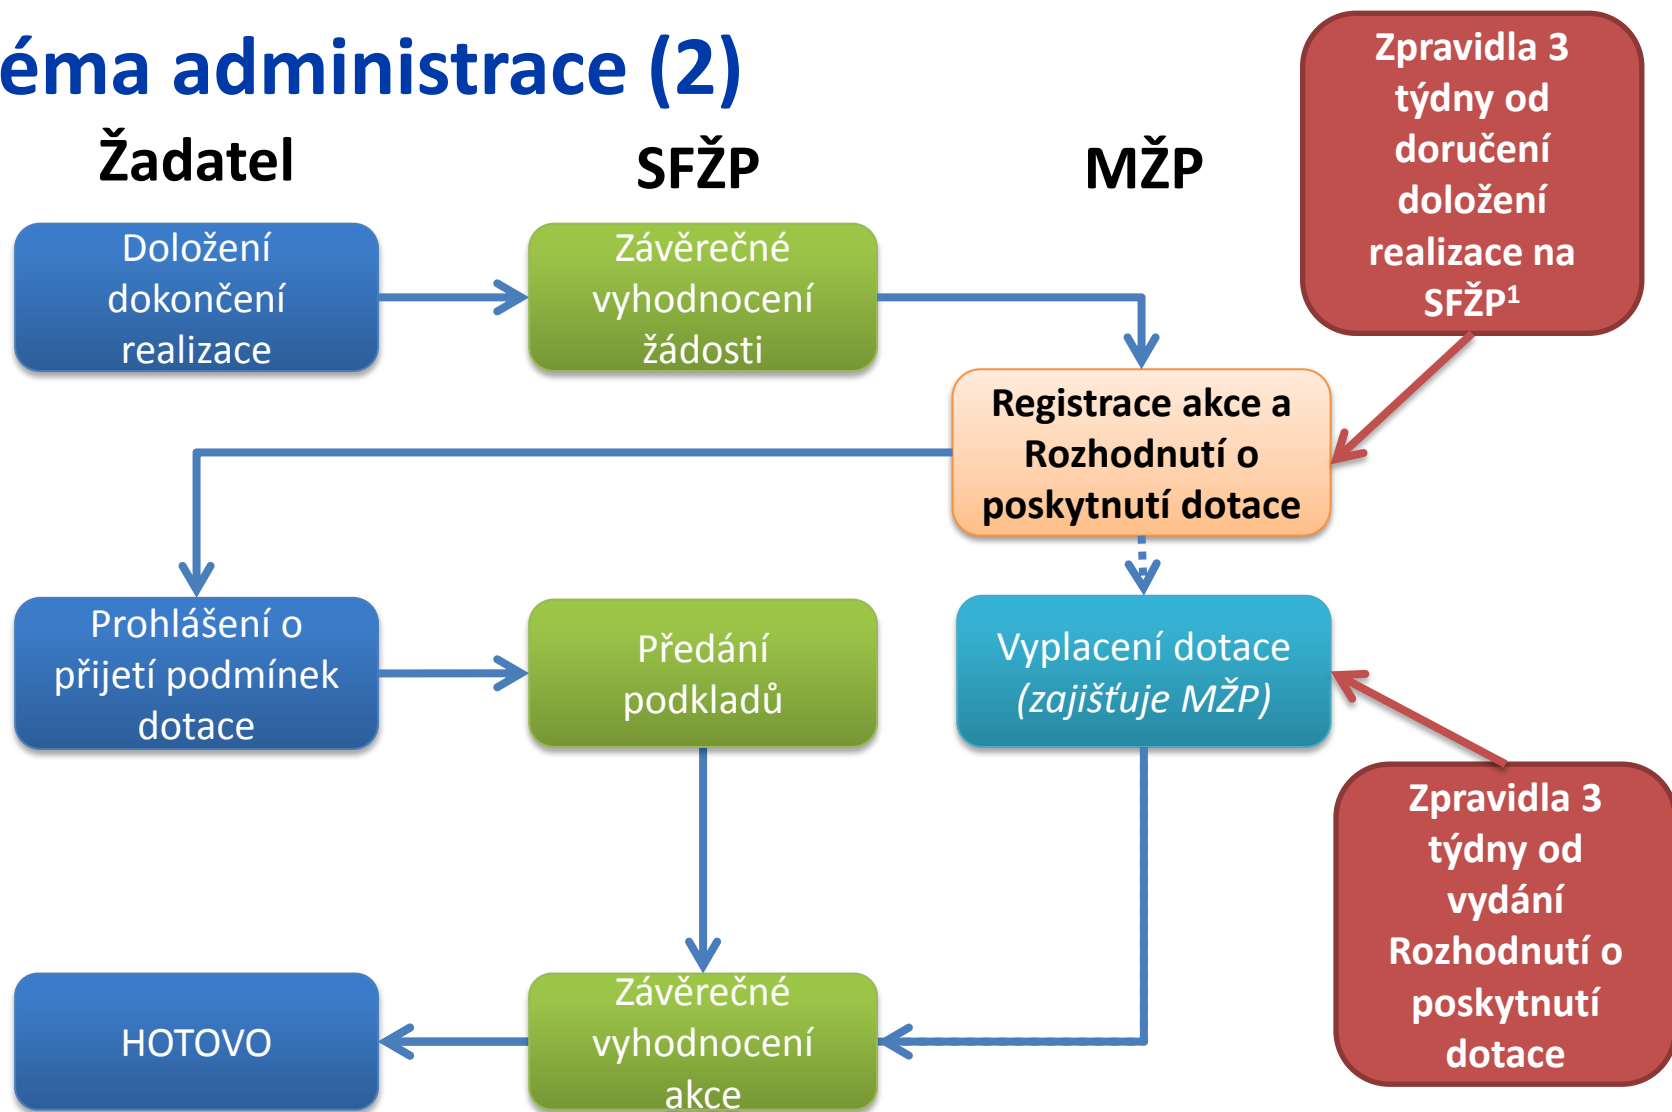 éma administrace (2)
Žadatel
SFŽP
MŽP
Zpravidla 3
týdny od
doručení
doložení
realizace na
SFŽP¹
Doložení
dokončení
realizace
Závěrečné
vyhodnocení
žádosti
Registrace akce a
Rozhodnutí o
poskytnutí dotace
Prohlášení o
přijetí podmínek
dotace
Předání
podkladů
Vyplacení dotace
(zajišťuje MŽP)
Zpravidla 3
týdny od
vydání
Rozhodnutí o
poskytnutí
dotace
HOTOVO
Závěrečné
vyhodnocení
akce